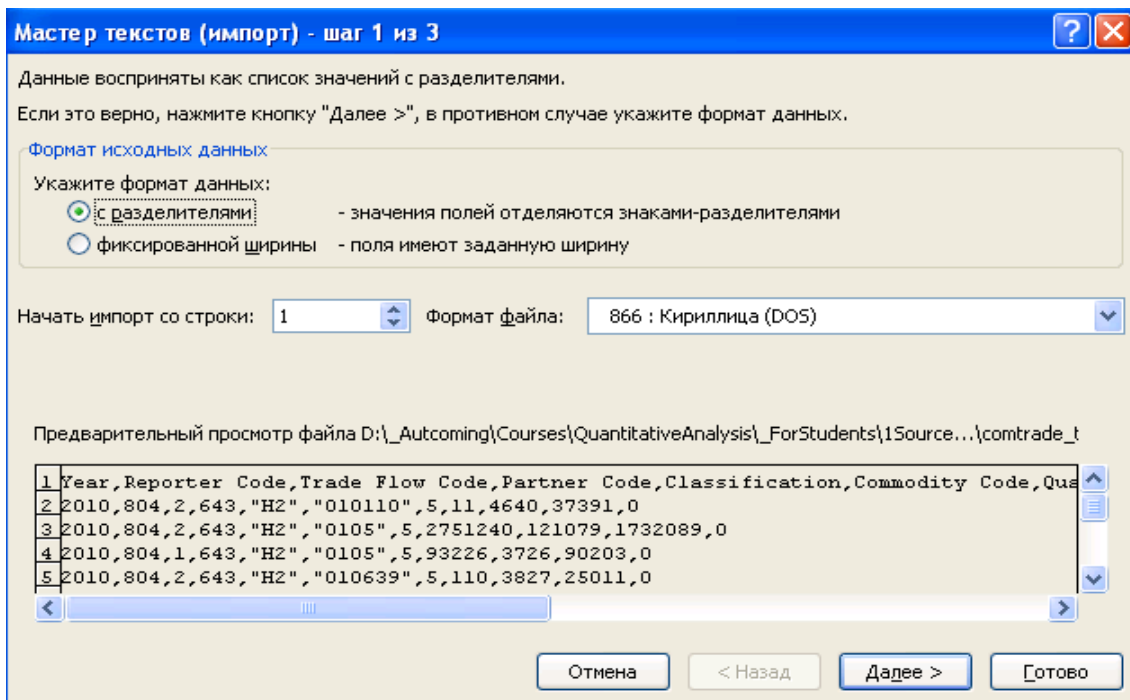 Мастер текстов (импорт) - шаг 1 из 3
Данные восприняты как список значений с разделителями.
Если это верно, нажмите кнопку "Далее >", в противном случае укажите формат данных.
Формат исходных данных
Укажите формат данных:
с разделителями - значения полей отделяются знаками-разделителями
фиксированной ширины - поля имеют заданную ширину
Начать импорт со строки: 1 Формат файла: 866 : Кириллица (DOS)
Предварительный просмотр файла D:\_Autcoming\Courses\QuantitativeAnalysis\_ForStudents\1Source...\comtrade_t
1 Year,Reporter Code,Trade Flow Code,Partner Code,Classification,Commodity Code,Qua
2 2010,804,2,643,"H2","010110",5,11,4640,37391,0
3 2010,804,2,643,"H2","0105",5,2751240,121079,1732089,0
4 2010,804,1,643,"H2","0105",5,93226,3726,90203,0
5 2010,804,2,643,"H2","010639",5,110,3827,25011,0
Отмена < Назад Далее > Готово